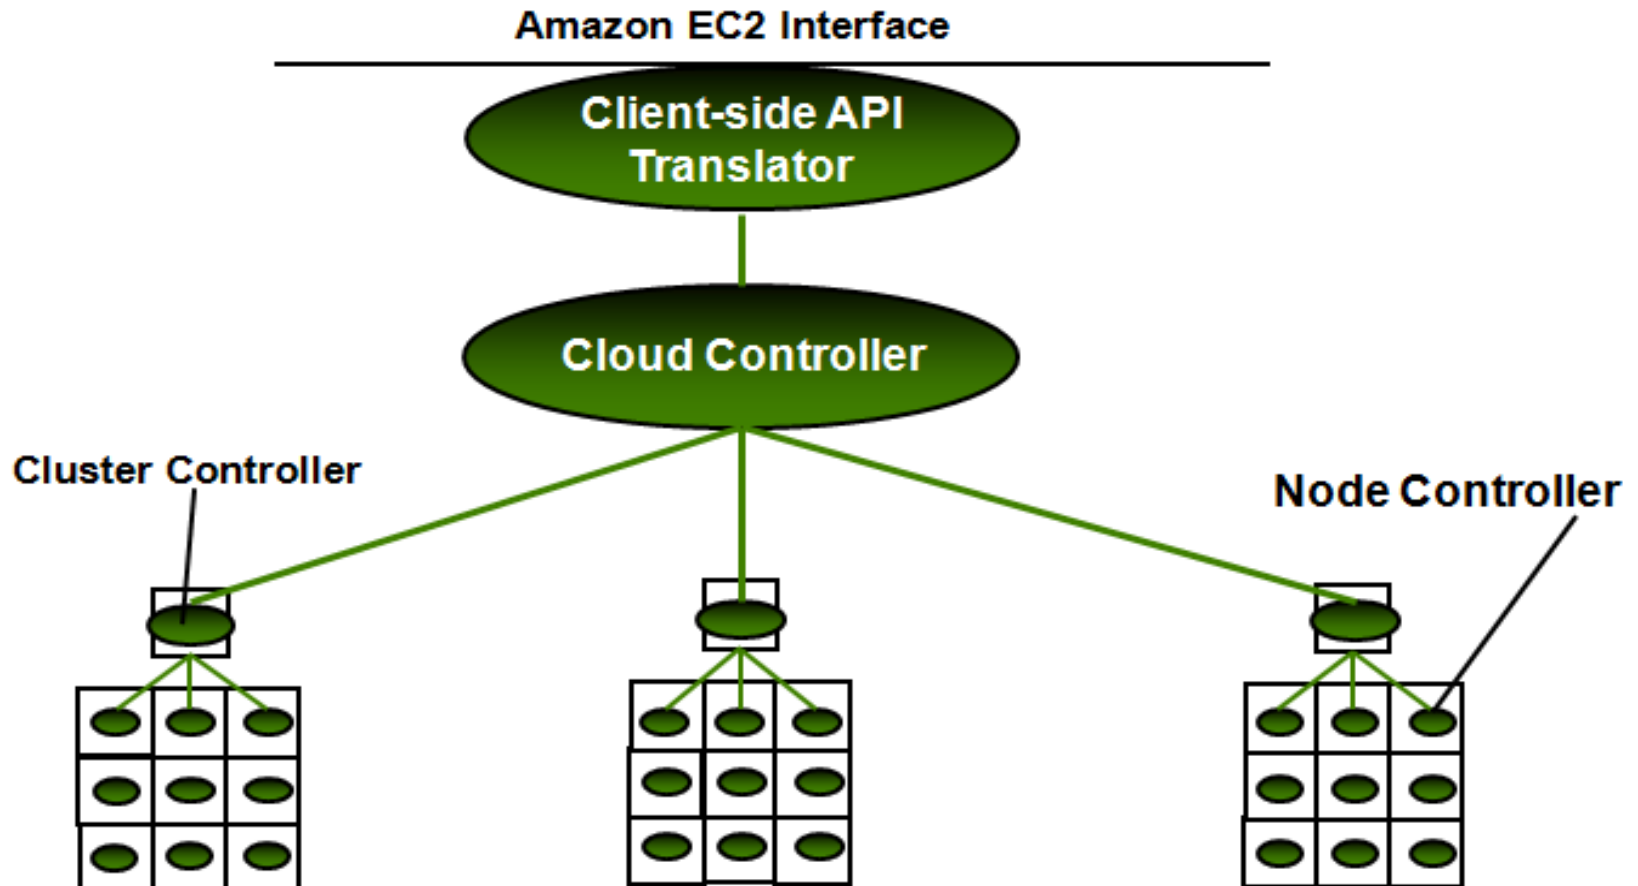 Amazon EC2 Interface
Client-side API
Translator
Cloud Controller
Cluster Controller
Node Controller